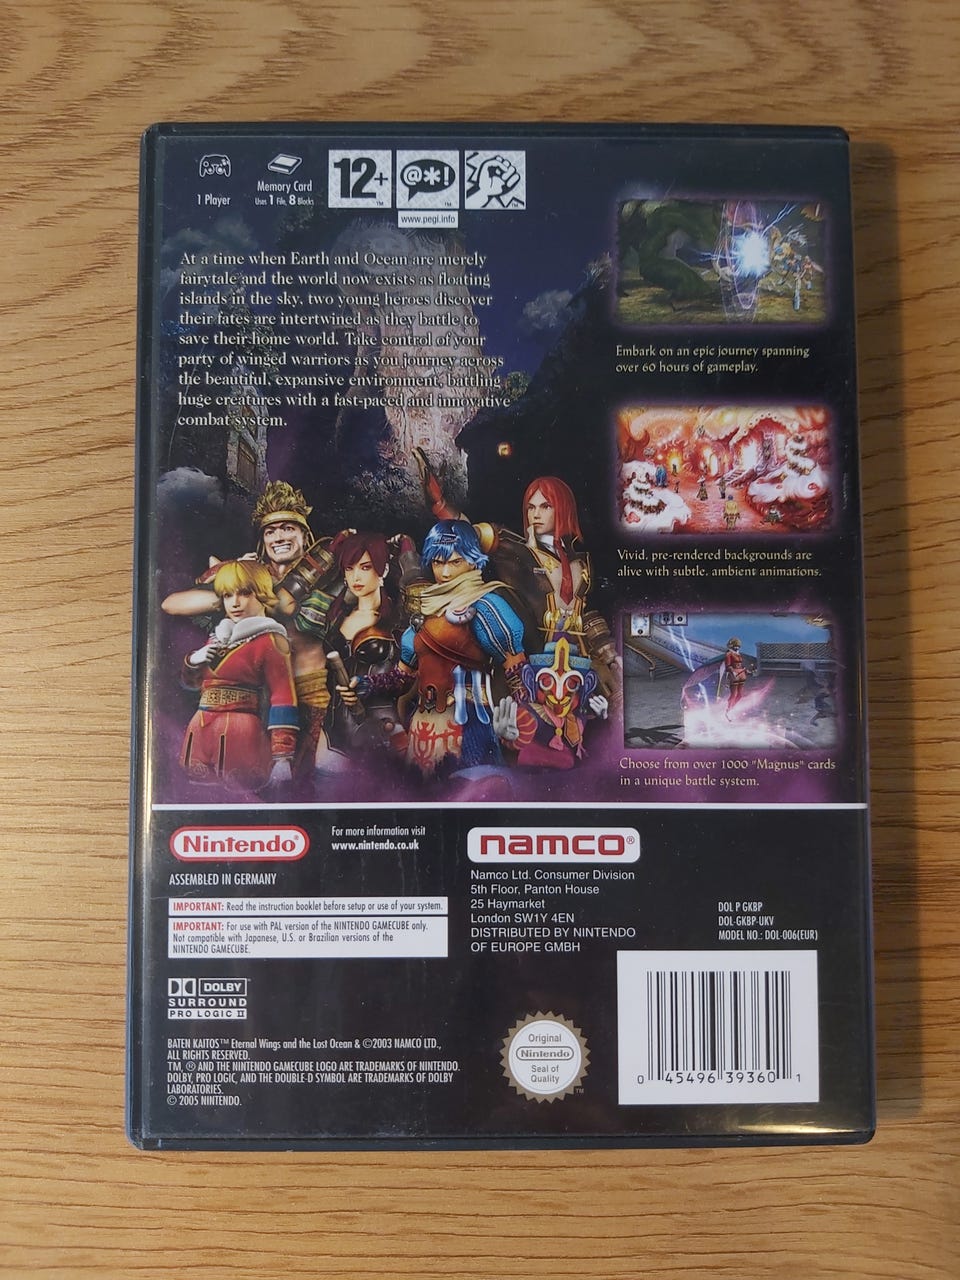 1 Player
Memory Card
Uses 1 File, 8 Blocks
12+
TM
@*!
TM
TM
www.pegi.info
At a time when Earth and Ocean are merely
fairytale and the world now exists as floating
islands in the sky, two young heroes discover
their fates are intertwined as they battle to
save their home world. Take control of your
party of winged warriors as you journey across
the beautiful, expansive environment, battling
huge creatures with a fast-paced and innovative
combat system.
Embark on an epic journey spanning
over 60 hours of gameplay.
Vivid, pre-rendered backgrounds are
alive with subtle, ambient animations.
Choose from over 1000 "Magnus" cards
in a unique battle system.
Nintendo®
For more information visit
www.nintendo.co.uk
ASSEMBLED IN GERMANY
IMPORTANT: Read the instruction booklet before setup or use of your system.
IMPORTANT: For use with PAL version of the NINTENDO GAMECUBE only.
Not compatible with Japanese, U.S. or Brazilian versions of the
NINTENDO GAMECUBE.
DOLBY
SURROUND
PRO LOGIC II
BATEN KAITOS™ Eternal Wings and the Lost Ocean & ©2003 NAMCO LTD.,
ALL RIGHTS RESERVED.
TM, ® AND THE NINTENDO GAMECUBE LOGO ARE TRADEMARKS OF NINTENDO.
DOLBY, PRO LOGIC, AND THE DOUBLE-D SYMBOL ARE TRADEMARKS OF DOLBY
LABORATORIES.
© 2005 NINTENDO.
namco®
Namco Ltd. Consumer Division
5th Floor, Panton House
25 Haymarket
London SW1Y 4EN
DISTRIBUTED BY NINTENDO
OF EUROPE GMBH
DOL P GKBP
DOL-GKBP-UKV
MODEL NO.: DOL-006(EUR)
Original
Nintendo
Seal of
Quality
TM
0 45496 39360 1